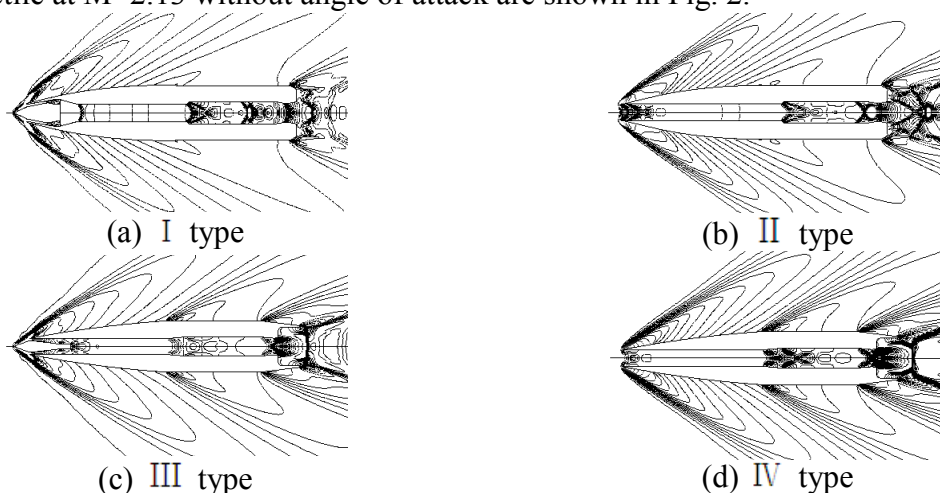 at M=2.13 without angle of attack are shown in Fig. 2.
(a) Ⅰ type
(b) Ⅱ type
(c) Ⅲ type
(d) Ⅳ type